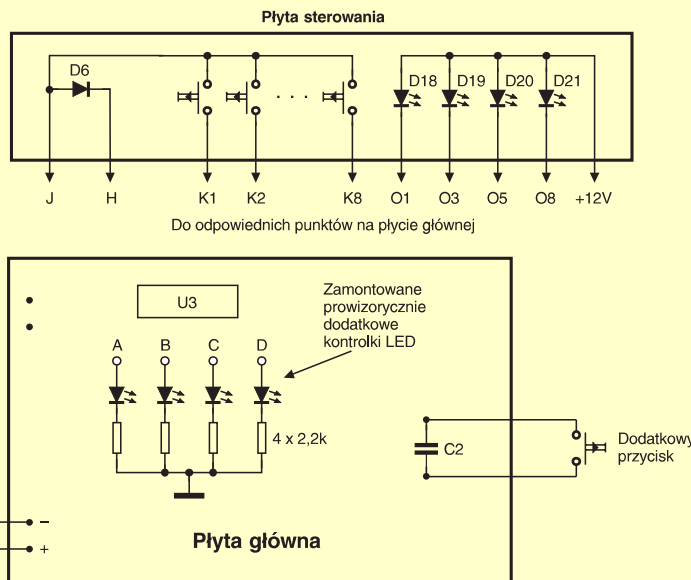 Płyta sterowania
D6
D18 D19 D20 D21
J H K1 K2 K8 O1 O3 O5 O8 +12V
Do odpowiednich punktów na płycie głównej
U3
Zamontowane
prowizorycznie
dodatkowe
kontrolki LED
A B C D
4 x 2,2k
C2
Dodatkowy
przycisk
Płyta główna
−
+